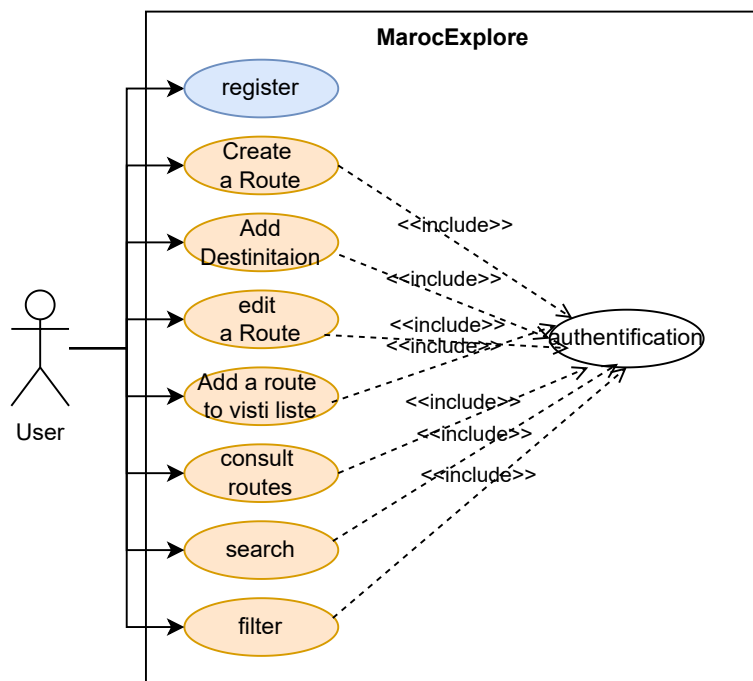 MarocExplore
register
Create
a Route
<<include>>
Add
Destinitaion
<<include>>
edit
a Route
<<include>>
<<include>>
authentification
Add a route
to visti liste
<<include>>
User
<<include>>
consult
routes
<<include>>
search
filter